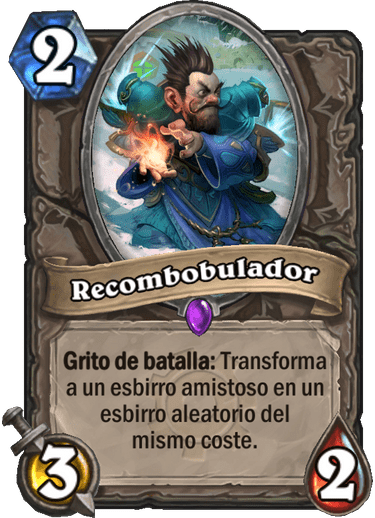 2
Recombobulador
Grito de batalla: Transforma
a un esbirro amistoso en un
esbirro aleatorio del
mismo coste.
3
2